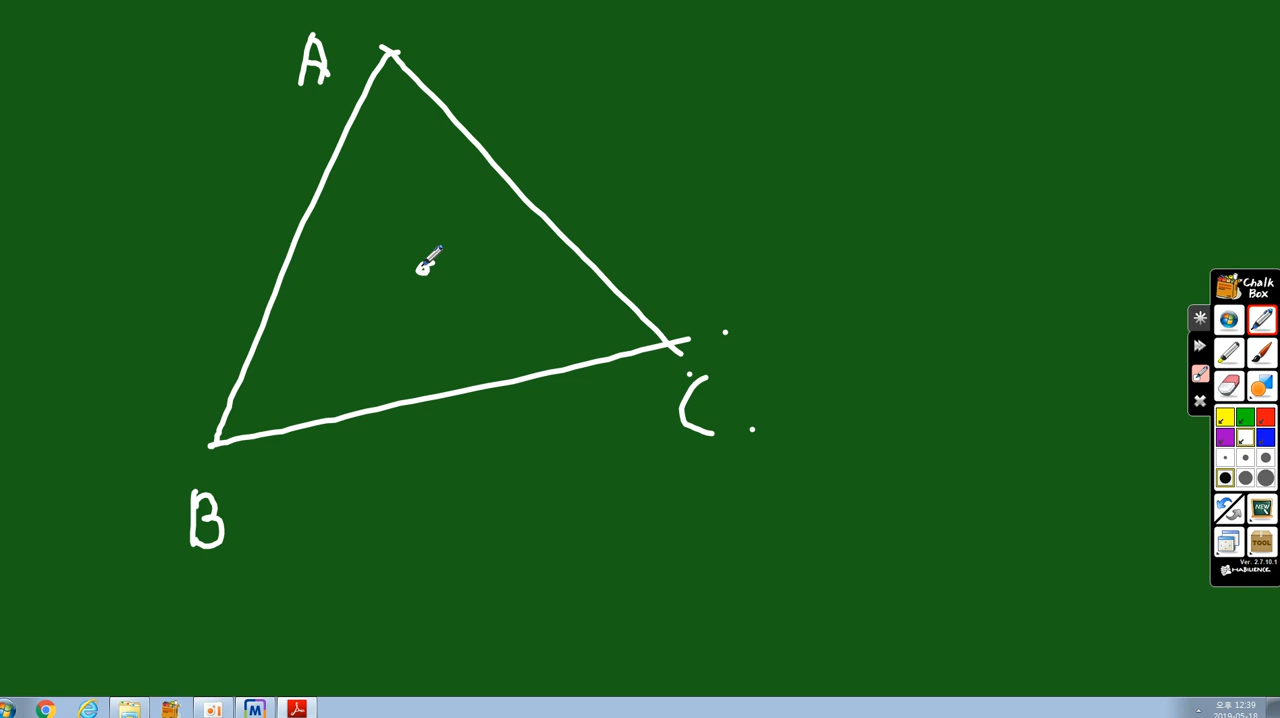 A
B
C
Chalk
Box
NEW
TOOL
Ver. 2.7.10.1
HABILIENCE
오후 12:39
2019-05-18